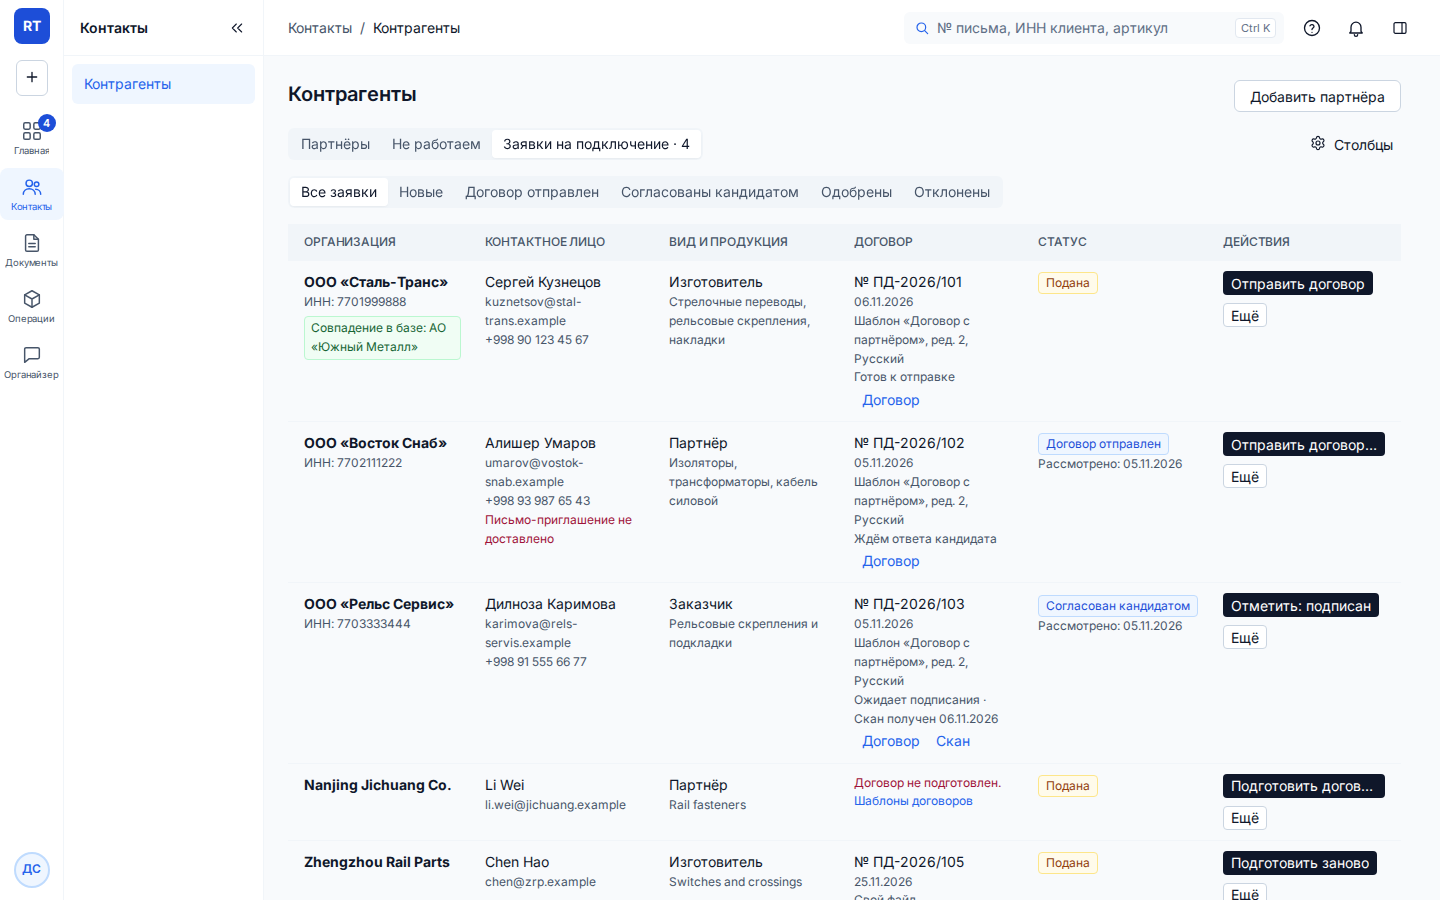 RT
Контакты
Контакты / Контрагенты
№ письма, ИНН клиента, артикул
Ctrl K
4
Главная
Контакты
Документы
Операции
Органайзер
ДС
Контрагенты
Контрагенты
Добавить партнёра
Партнёры
Не работаем
Заявки на подключение · 4
Столбцы
Все заявки
Новые
Договор отправлен
Согласованы кандидатом
Одобрены
Отклонены
ОРГАНИЗАЦИЯ
КОНТАКТНОЕ ЛИЦО
ВИД И ПРОДУКЦИЯ
ДОГОВОР
СТАТУС
ДЕЙСТВИЯ
ООО «Сталь-Транс»
ИНН: 7701999888
Совпадение в базе: АО
«Южный Металл»
Сергей Кузнецов
kuznetsov@stal-
trans.example
+998 90 123 45 67
Изготовитель
Стрелочные переводы,
рельсовые скрепления,
накладки
№ ПД-2026/101
06.11.2026
Шаблон «Договор с
партнёром», ред. 2,
Русский
Готов к отправке
Договор
Подана
Отправить договор
Ещё
ООО «Восток Снаб»
ИНН: 7702111222
Алишер Умаров
umarov@vostok-
snab.example
+998 93 987 65 43
Письмо-приглашение не
доставлено
Партнёр
Изоляторы,
трансформаторы, кабель
силовой
№ ПД-2026/102
05.11.2026
Шаблон «Договор с
партнёром», ред. 2,
Русский
Ждём ответа кандидата
Договор
Договор отправлен
Рассмотрено: 05.11.2026
Отправить договор...
Ещё
ООО «Рельс Сервис»
ИНН: 7703333444
Дилноза Каримова
karimova@rels-
servis.example
+998 91 555 66 77
Заказчик
Рельсовые скрепления и
подкладки
№ ПД-2026/103
05.11.2026
Шаблон «Договор с
партнёром», ред. 2,
Русский
Ожидает подписания ·
Скан получен 06.11.2026
Договор
Скан
Согласован кандидатом
Рассмотрено: 05.11.2026
Отметить: подписан
Ещё
Nanjing Jichuang Co.
Li Wei
li.wei@jichuang.example
Партнёр
Rail fasteners
Договор не подготовлен.
Шаблоны договоров
Подана
Подготовить догов...
Ещё
Zhengzhou Rail Parts
Chen Hao
chen@zrp.example
Изготовитель
Switches and crossings
№ ПД-2026/105
25.11.2026
Свой файл
Подана
Подготовить заново
Ещё